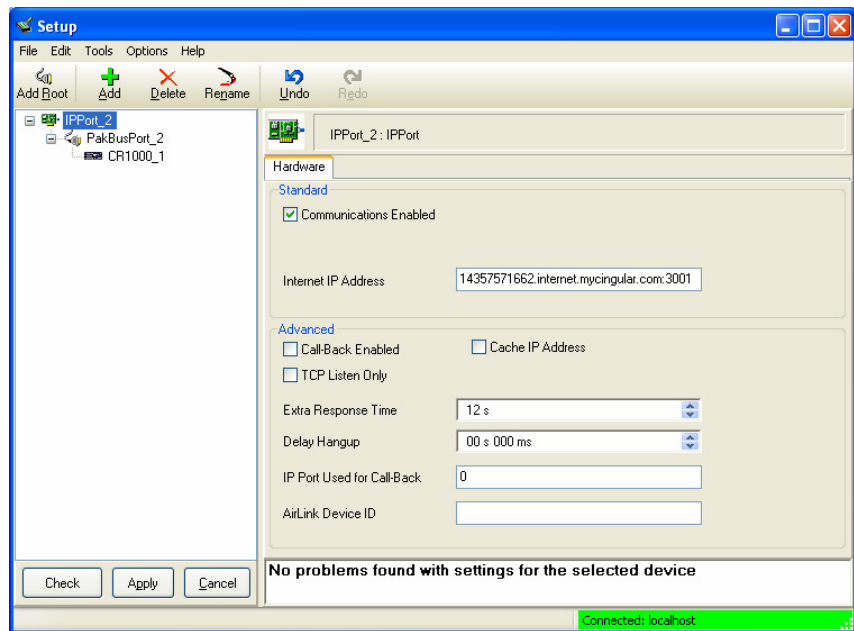 Setup
File Edit Tools Options Help
Add Root Add Delete Rename Undo Redo
IPPort_2
PakBusPort_2
CR1000_1
IPPort_2 : IPPort
Hardware
Standard
Communications Enabled
Internet IP Address 14357571662.internet.mycingular.com:3001
Advanced
Call-Back Enabled Cache IP Address
TCP Listen Only
Extra Response Time 12 s
Delay Hangup 00 s 000 ms
IP Port Used for Call-Back 0
AirLink Device ID
Check Apply Cancel
No problems found with settings for the selected device
Connected: localhost